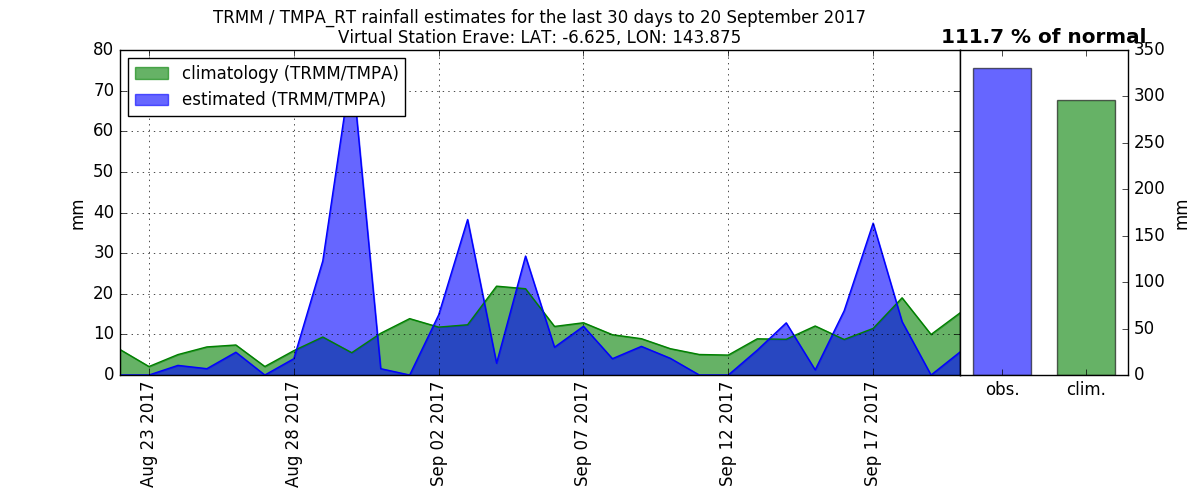 TRMM / TMPA_RT rainfall estimates for the last 30 days to 20 September 2017
Virtual Station Erave: LAT: -6.625, LON: 143.875
111.7 % of normal
climatology (TRMM/TMPA)
estimated (TRMM/TMPA)
mm
80
70
60
50
40
30
20
10
0
Aug 23 2017
Aug 28 2017
Sep 02 2017
Sep 07 2017
Sep 12 2017
Sep 17 2017
obs.
clim.
350
300
250
200
150
100
50
0
mm